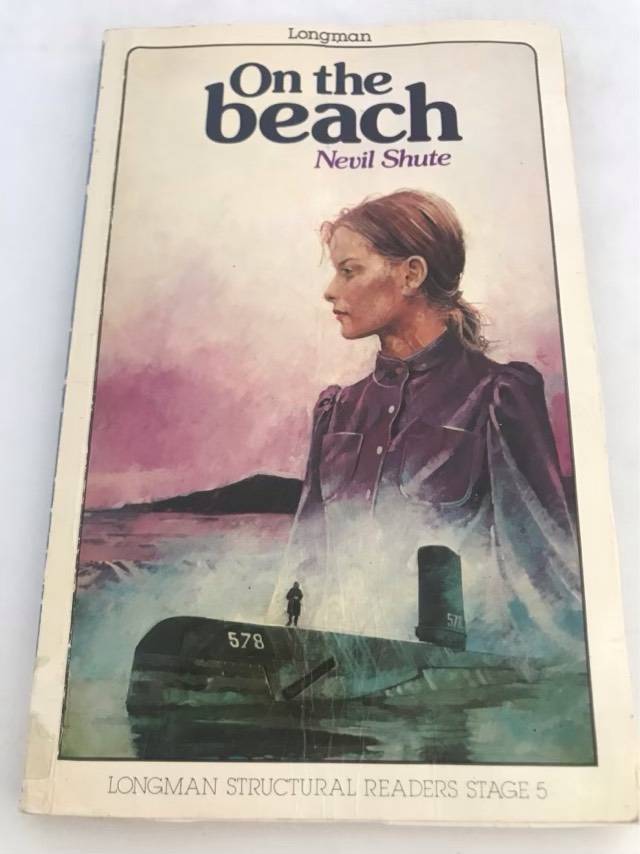 Longman
On the
beach
Nevil Shute
578
578
LONGMAN STRUCTURAL READERS STAGE 5